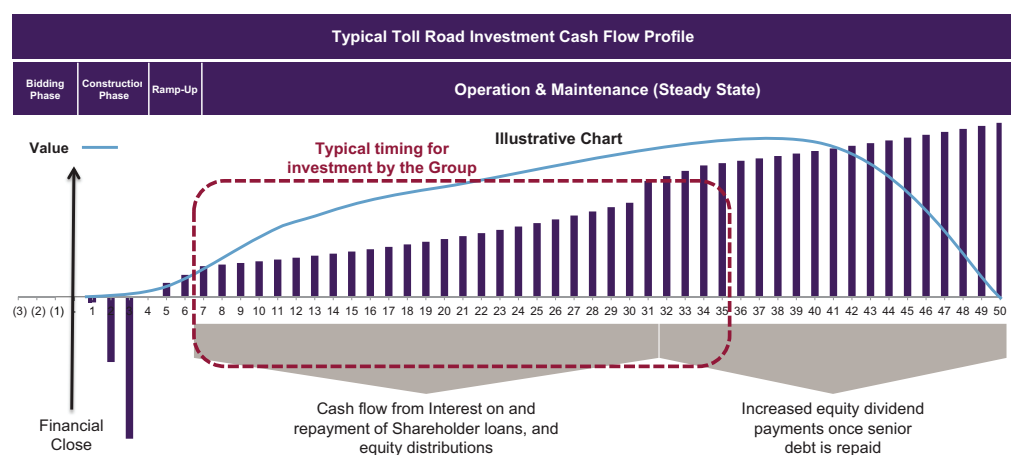 Typical Toll Road Investment Cash Flow Profile
Bidding
Phase
Construction
Phase
Ramp-Up
Operation & Maintenance (Steady State)
Value
Typical timing for
investment by the Group
Illustrative Chart
(3) (2) (1) - 1 2 3 4 5 6 7 8 9 10 11 12 13 14 15 16 17 18 19 20 21 22 23 24 25 26 27 28 29 30 31 32 33 34 35 36 37 38 39 40 41 42 43 44 45 46 47 48 49 50
Financial
Close
Cash flow from Interest on and
repayment of Shareholder loans, and
equity distributions
Increased equity dividend
payments once senior
debt is repaid